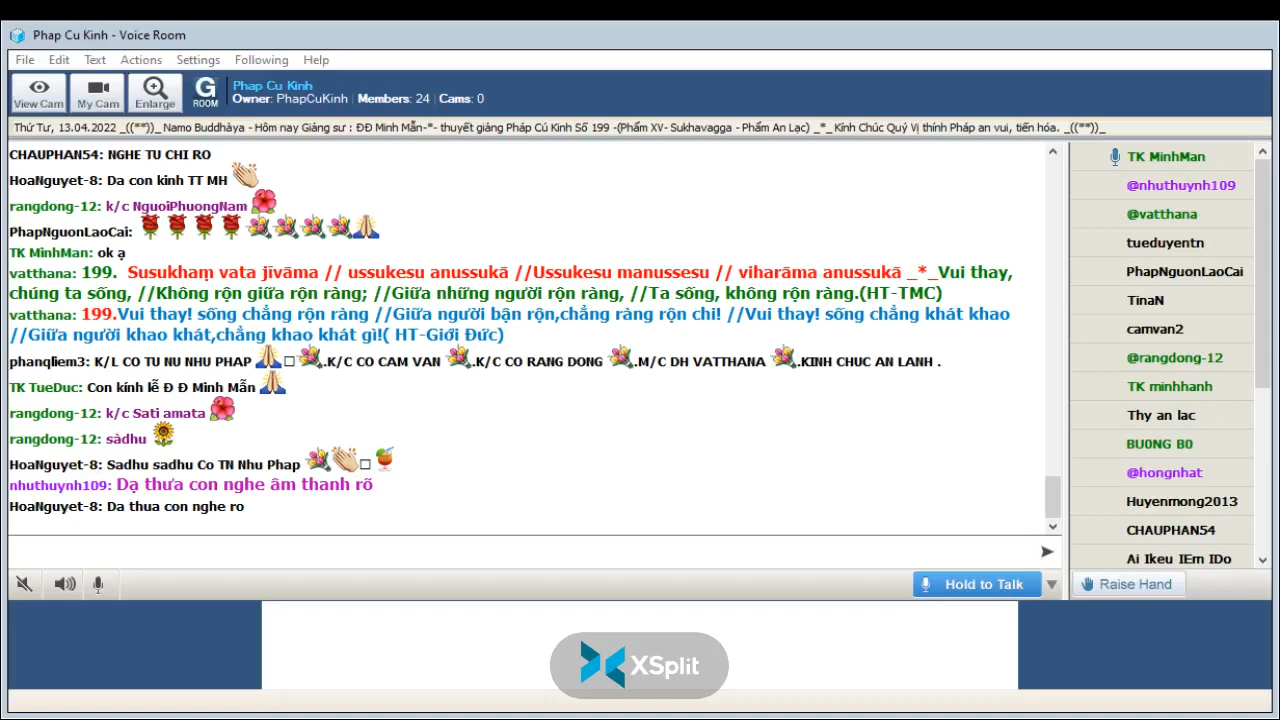 Phap Cu Kinh - Voice Room
File Edit Text Actions Settings Following Help
View Cam
My Cam
Enlarge
G ROOM
Phap Cu Kinh
Owner: PhapCuKinh | Members: 24 | Cams: 0
Thứ Tư, 13.04.2022 _((**))_ Namo Buddhàya - Hôm nay Giảng sư : ĐĐ Minh Mẫn-*- thuyết giảng Pháp Cú Kinh Số 199 -(Phẩm XV- Sukhavagga - Phẩm An Lạc) _*_ Kính Chúc Quý Vị thính Pháp an vui, tiến hóa. _((**))_
CHAUPHAN54: NGHE TU CHI RO
HoaNguyet-8: Da con kinh TT MH
rangdong-12: k/c NguoiPhuongNam
PhapNguonLaoCai:
TK MinhMan: ok ạ
vatthana: 199. Susukhaṃ vata jīvāma // ussukesu anussukā //Ussukesu manussesu // viharāma anussukā _*_Vui thay,
chúng ta sống, //Không rộn giữa rộn ràng; //Giữa những người rộn ràng, //Ta sống, không rộn ràng.(HT-TMC)
vatthana: 199.Vui thay! sống chẳng rộn ràng //Giữa người bận rộn,chẳng ràng rộn chi! //Vui thay! sống chẳng khát khao
//Giữa người khao khát,chẳng khao khát gì!( HT-Giới Đức)
phanqliem3: K/L CO TU NU NHU PHAP .K/C CO CAM VAN .K/C CO RANG DONG .M/C DH VATTHANA .KINH CHUC AN LANH .
TK TueDuc: Con kính lễ Đ Đ Minh Mẫn
rangdong-12: k/c Sati amata
rangdong-12: sàdhu
HoaNguyet-8: Sadhu sadhu Co TN Nhu Phap
nhuthuynh109: Dạ thưa con nghe âm thanh rõ
HoaNguyet-8: Da thua con nghe ro
TK MinhMan
@nhuthuynh109
@vatthana
tueduyentn
PhapNguonLaoCai
TinaN
camvan2
@rangdong-12
TK minhhanh
Thy an lac
BUONG BO
@hongnhat
Huyenmong2013
CHAUPHAN54
Ai Ikeu IEm IDo
Hold to Talk
Raise Hand
XSplit